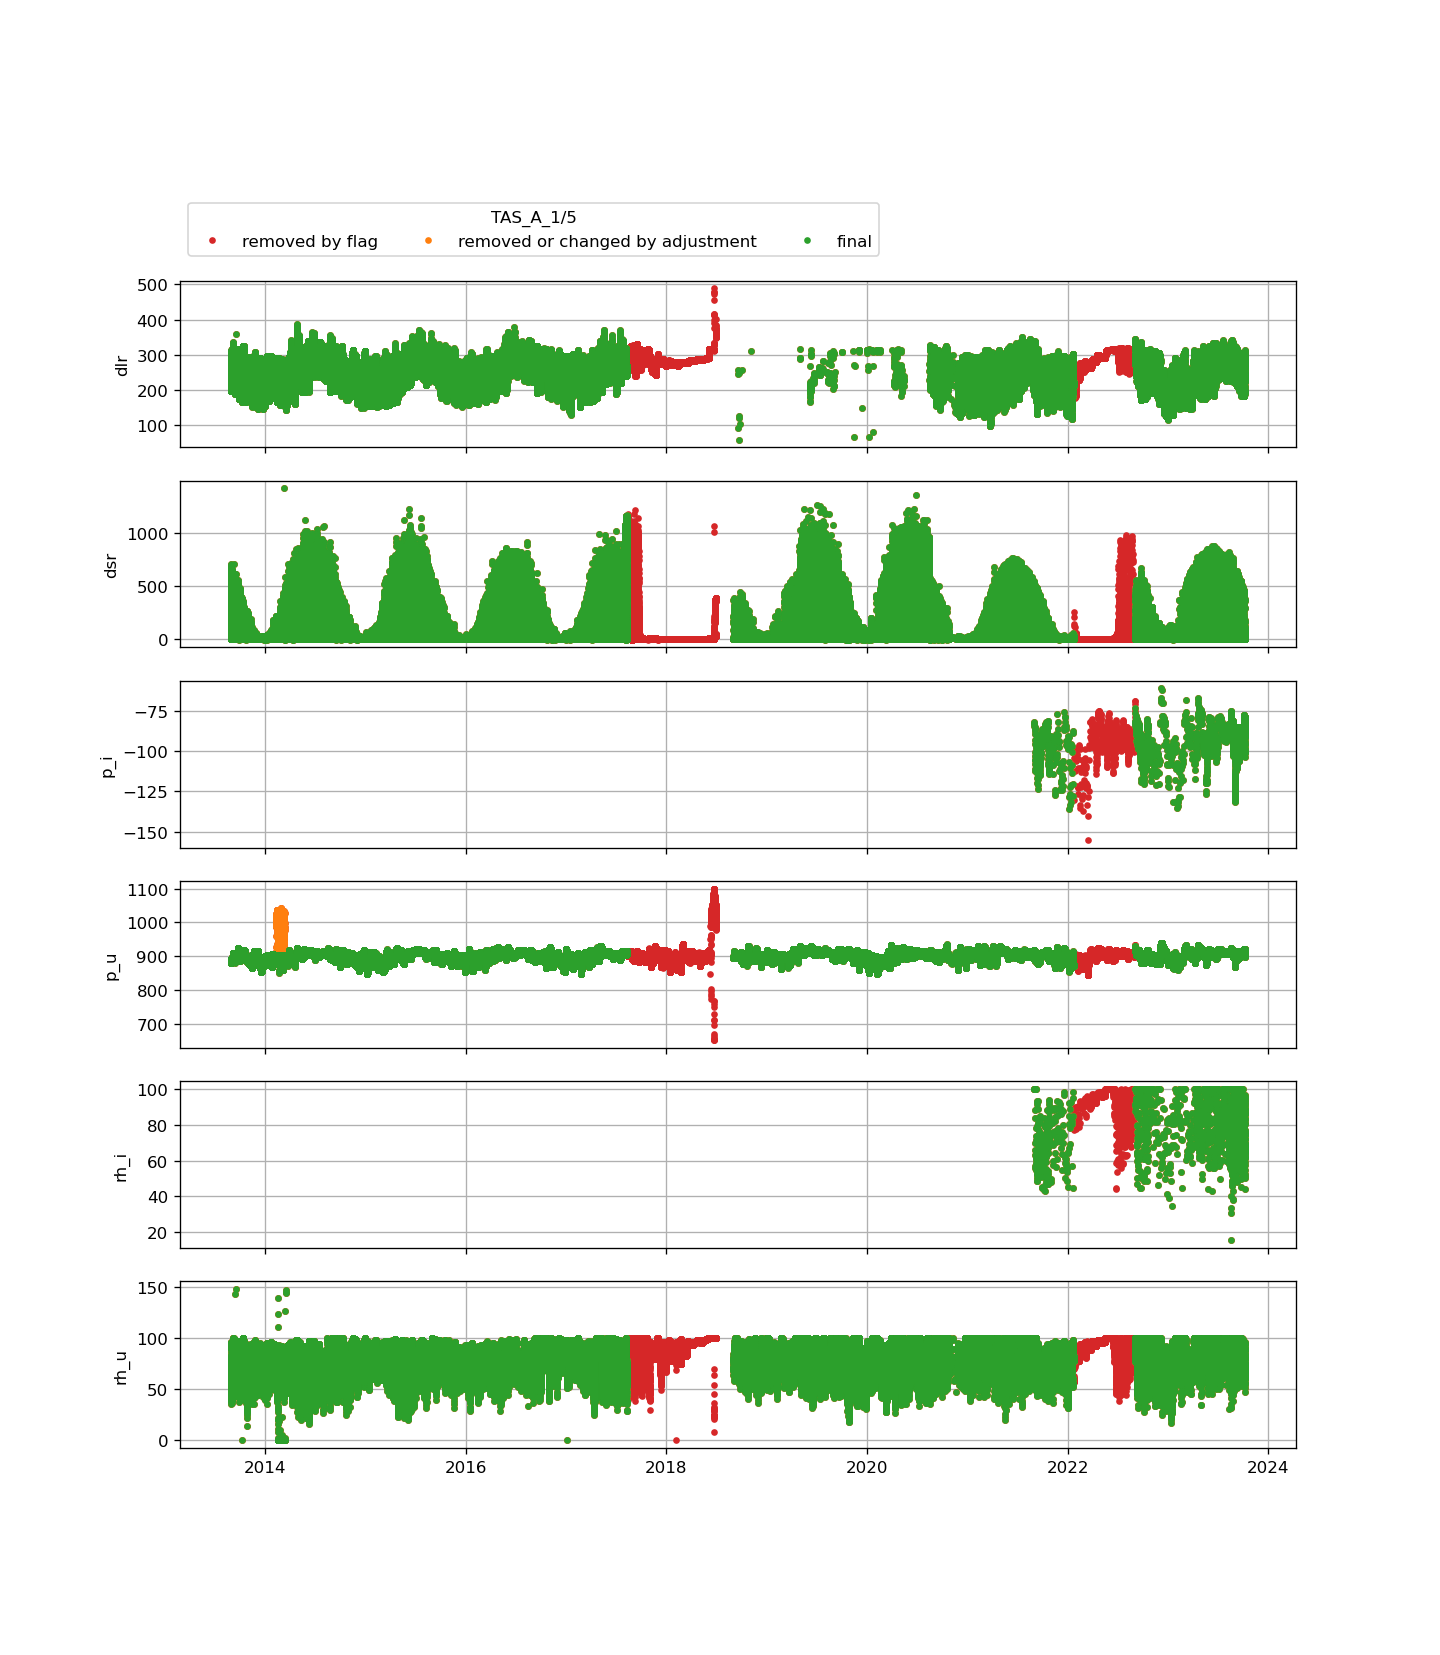 TAS_A_1/5
removed by flag removed or changed by adjustment final
500
400
300
200
100
dlr
1000
500
0
dsr
−75
−100
−125
−150
p_i
1100
1000
900
800
700
p_u
100
80
60
40
20
rh_i
150
100
50
0
rh_u
2014 2016 2018 2020 2022 2024